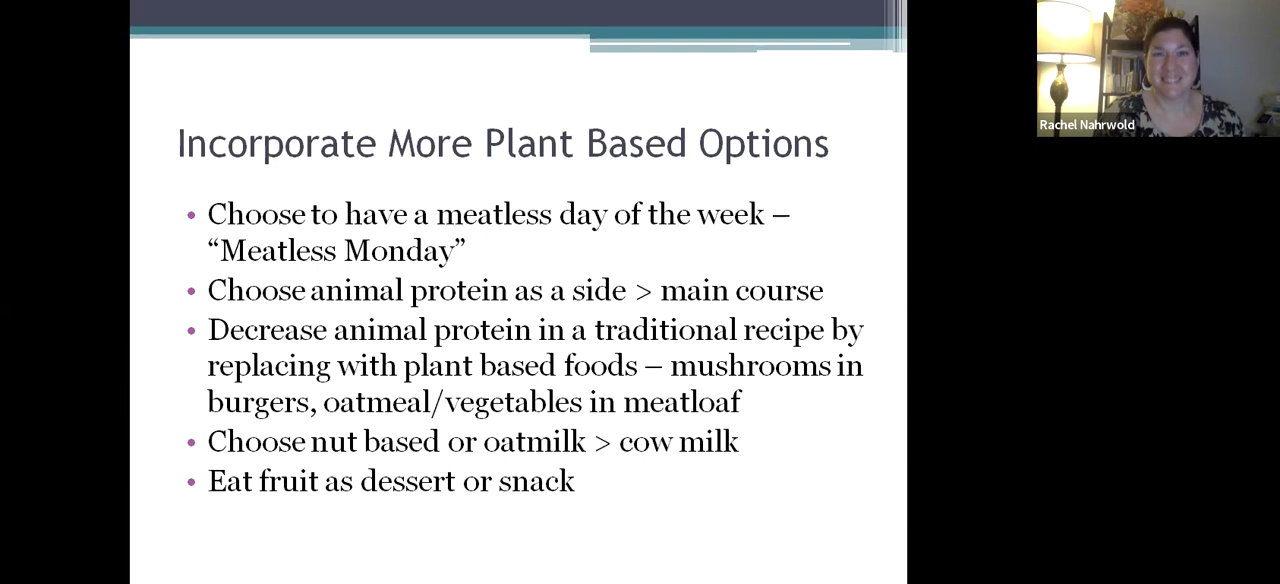 Incorporate More Plant Based Options
• Choose to have a meatless day of the week –
“Meatless Monday”
• Choose animal protein as a side > main course
• Decrease animal protein in a traditional recipe by
replacing with plant based foods – mushrooms in
burgers, oatmeal/vegetables in meatloaf
• Choose nut based or oatmilk > cow milk
• Eat fruit as dessert or snack
Rachel Nahrwold